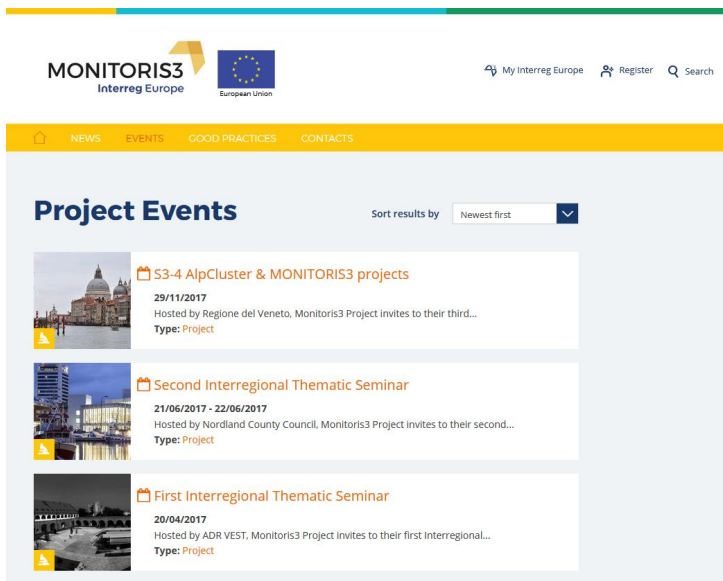 MONITORIS3
Interreg Europe
European Union
My Interreg Europe
Register
Search
NEWS
EVENTS
GOOD PRACTICES
CONTACTS
Project Events
Sort results by
Newest first
S3-4 AlpCluster & MONITORIS3 projects
29/11/2017
Hosted by Regione del Veneto, Monitoris3 Project invites to their third...
Type: Project
Second Interregional Thematic Seminar
21/06/2017 - 22/06/2017
Hosted by Nordland County Council, Monitoris3 Project invites to their second...
Type: Project
First Interregional Thematic Seminar
20/04/2017
Hosted by ADR VEST, Monitoris3 Project invites to their first Interregional...
Type: Project